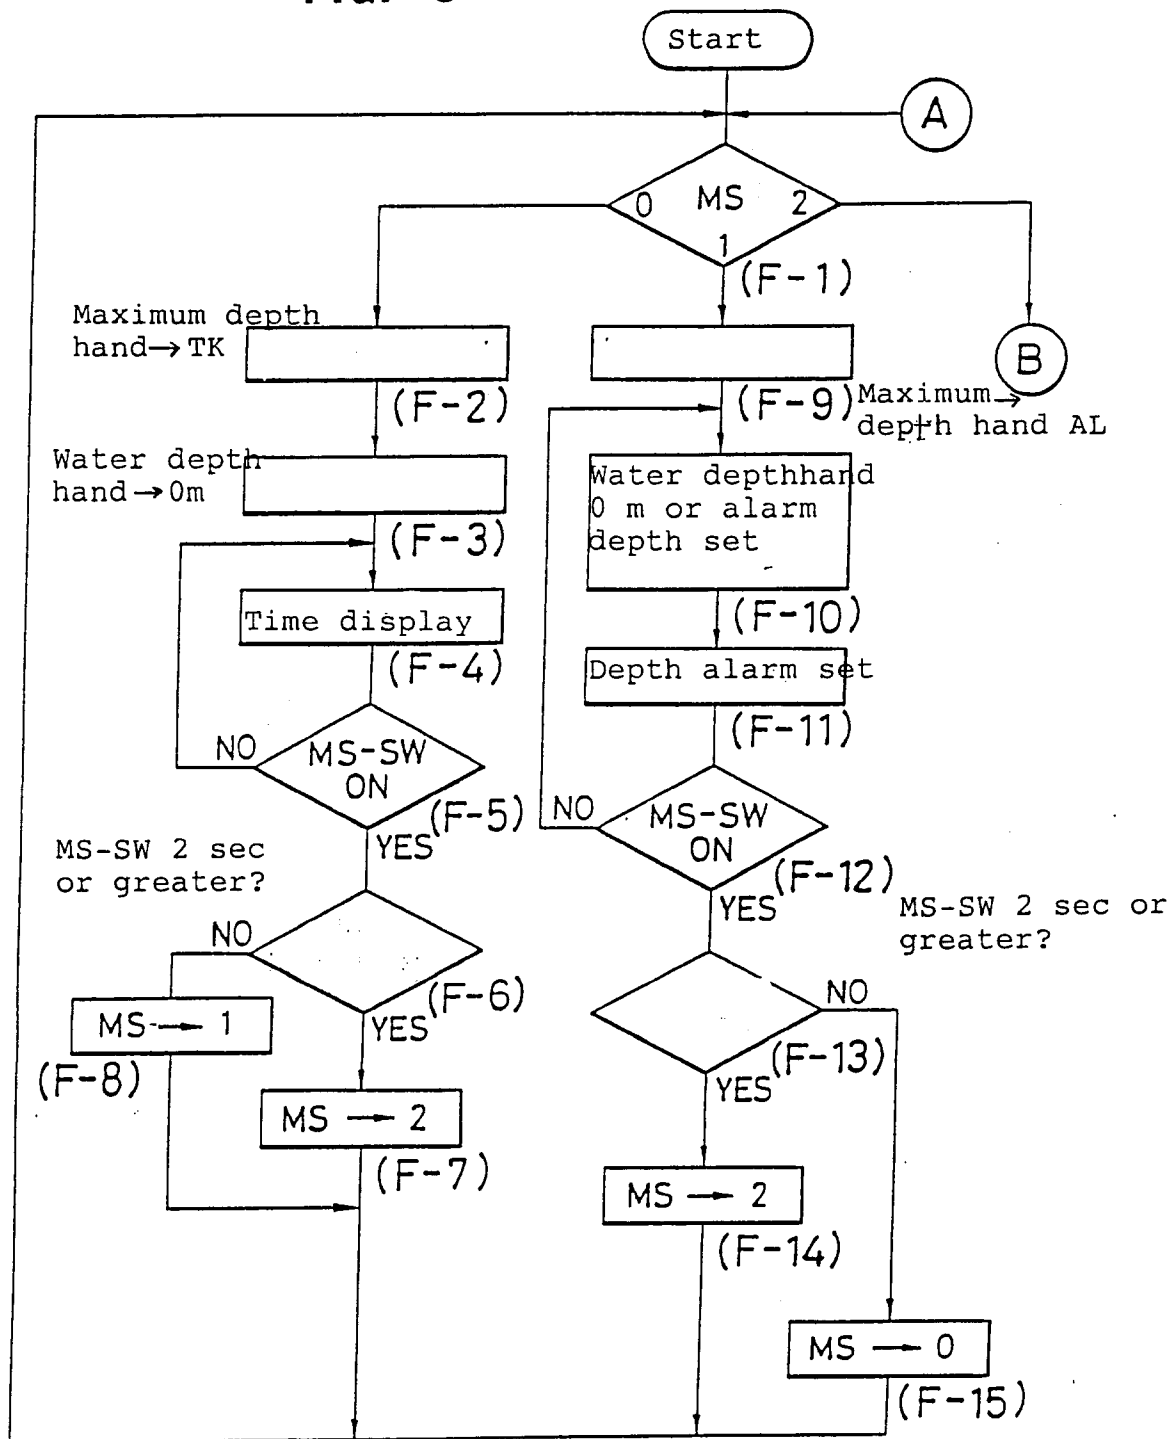 Start
A
0 MS 2
1
(F-1)
Maximum depth
hand→TK
(F-2)
B
(F-9)
Maximum→
depth hand AL
Water depth
hand→0m
(F-3)
Water depthhand
0 m or alarm
depth set
(F-10)
Time display
(F-4)
Depth alarm set
(F-11)
NO
MS-SW
ON
(F-5)
YES
NO
MS-SW
ON
(F-12)
YES
MS-SW 2 sec
or greater?
MS-SW 2 sec or
greater?
NO
(F-6)
YES
NO
(F-13)
YES
MS→1
(F-8)
MS→2
(F-7)
MS→2
(F-14)
MS→0
(F-15)